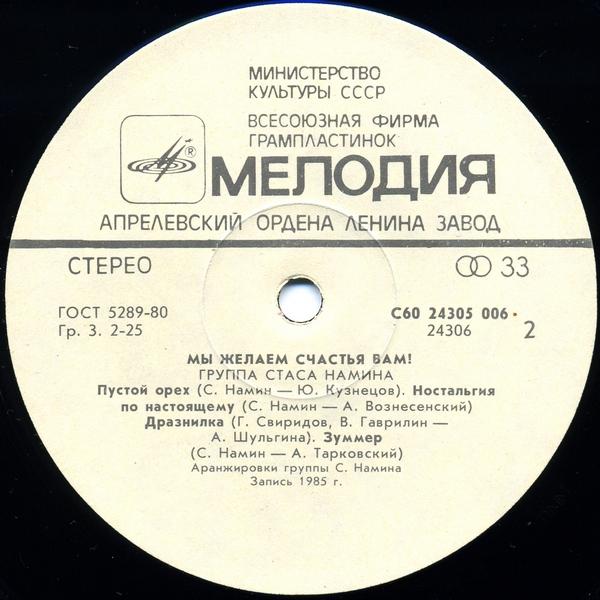 МИНИСТЕРСТВО
КУЛЬТУРЫ СССР
ВСЕСОЮЗНАЯ ФИРМА
ГРАМПЛАСТИНОК
®
МЕЛОДИЯ
АПРЕЛЕВСКИЙ ОРДЕНА ЛЕНИНА ЗАВОД
СТЕРЕО 33
ГОСТ 5289-80 С60 24305 006·
Гр. 3. 2-25 24306 2
МЫ ЖЕЛАЕМ СЧАСТЬЯ ВАМ!
ГРУППА СТАСА НАМИНА
Пустой орех (С. Намин — Ю. Кузнецов). Ностальгия
по настоящему (С. Намин — А. Вознесенский)
Дразнилка (Г. Свиридов, В. Гаврилин —
А. Шульгина). Зуммер
(С. Намин — А. Тарковский)
Аранжировки группы С. Намина
Запись 1985 г.